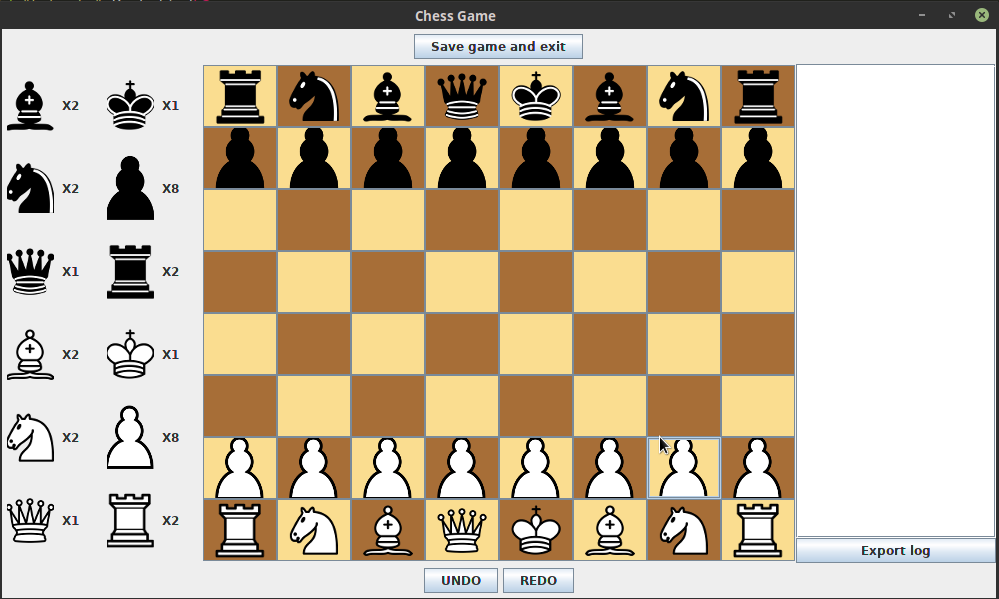 Chess Game
Save game and exit
X2 X1
X2 X8
X1 X2
X2 X1
X2 X8
X1 X2
Export log
UNDO REDO